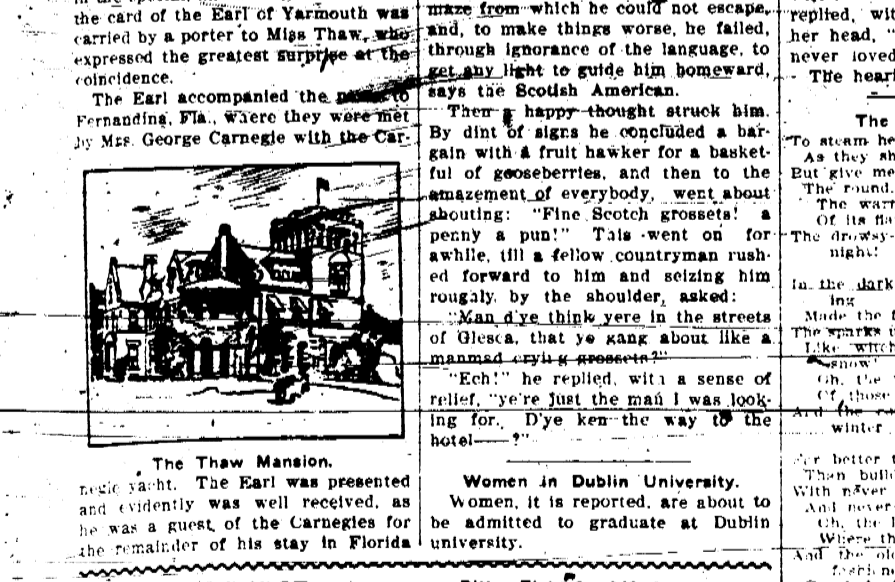 the card of the Earl of Yarmouth was
carried by a porter to Miss Thaw, who
expressed the greatest surprise at the
coincidence.
The Earl accompanied the to
Fernandina, Fla., where they were met
by Mrs. George Carnegie with the Car-
The Thaw Mansion.
negie yacht. The Earl was presented
and evidently was well received, as
he was a guest of the Carnegies for
the remainder of his stay in Florida
maze from which he could not escape,
and, to make things worse, he failed,
through ignorance of the language, to
get any light to guide him homeward,
says the Scotish American.
Then a happy thought struck him.
By dint of signs he concluded a bar-
gain with a fruit hawker for a basket-
ful of gooseberries, and then to the
amazement of everybody, went about
shouting: "Fine Scotch grossets! a
penny a pun!" This went on for
awhile, till a fellow countryman rush-
ed forward to him and seizing him
roughly by the shoulder, asked:
"Man d'ye think yere in the streets
of Glesca, that ye gang about like a
manmad crying grossets?"
"Ech!" he replied, with a sense of
relief, "ye're just the man I was look-
ing for. D'ye ken the way to the
hotel——?"
Women in Dublin University.
Women, it is reported, are about to
be admitted to graduate at Dublin
university.
replied, wit
her head, "
never loved
The hear
The
To steam he
As they sh
But give me
The round,
The warr
Of its fla
The drowsy-
night!
In the dark
ing
Made the f
The sparks
Like witch
snow!
Oh, the
Of those
And the
winter
For better t
Than buil
With never
And never
Oh, the l
Where th
And the old